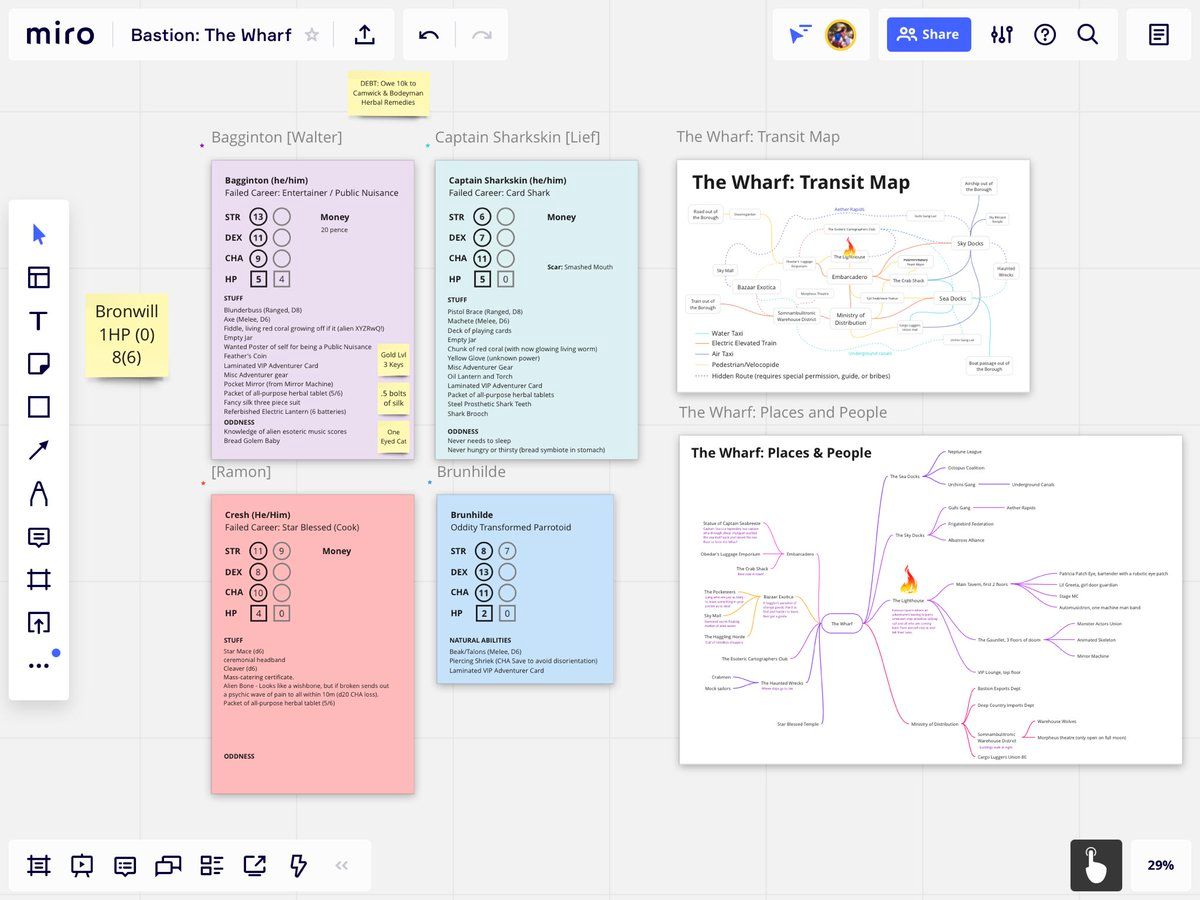 miro
Bastion: The Wharf
Share
DEBT: Owe 10k to
Camwick & Bodeyman
Herbal Remedies
Bronwill
1HP (0)
8(6)
Bagginton [Walter]
Bagginton (he/him)
Failed Career: Entertainer / Public Nuisance
STR 13
DEX 11
CHA 9
HP 5 4
Money
20 pence
STUFF
Blunderbuss (Ranged, D8)
Axe (Melee, D6)
Fiddle, living red coral growing off if it (alien XYZRwQ!)
Empty Jar
Wanted Poster of self for being a Public Nuisance
Feather's Coin
Laminated VIP Adventurer Card
Misc Adventurer gear
Pocket Mirror (from Mirror Machine)
Packet of all-purpose herbal tablet (5/6)
Fancy silk three piece suit
Referbished Electric Lantern (6 batteries)
ODDNESS
Knowledge of alien esoteric music scores
Bread Golem Baby
Gold Lvl
3 Keys
.5 bolts
of silk
One
Eyed Cat
Captain Sharkskin [Lief]
Captain Sharkskin (he/him)
Failed Career: Card Shark
STR 6
DEX 7
CHA 11
HP 5 0
Money
Scar: Smashed Mouth
STUFF
Pistol Brace (Ranged, D8)
Machete (Melee, D6)
Deck of playing cards
Empty Jar
Chunk of red coral (with now glowing living worm)
Yellow Glove (unknown power)
Misc Adventurer Gear
Oil Lantern and Torch
Laminated VIP Adventurer Card
Packet of all-purpose herbal tablets
Steel Prosthetic Shark Teeth
Shark Brooch
ODDNESS
Never needs to sleep
Never hungry or thirsty (bread symbiote in stomach)
[Ramon]
Cresh (He/Him)
Failed Career: Star Blessed (Cook)
STR 11 9
DEX 8
CHA 10
HP 4 0
Money
STUFF
Star Mace (d6)
ceremonial headband
Cleaver (d6)
Mass-catering certificate.
Alien Bone - Looks like a wishbone, but if broken sends out
a psychic wave of pain to all within 10m (d20 CHA loss).
Packet of all-purpose herbal tablet (5/6)
ODDNESS
Brunhilde
Brunhilde
Oddity Transformed Parrotoid
STR 8 7
DEX 13
CHA 11
HP 2 0
NATURAL ABILITIES
Beak/Talons (Melee, D6)
Piercing Shriek (CHA Save to avoid disorientation)
Laminated VIP Adventurer Card
The Wharf: Transit Map
The Wharf: Transit Map
Airship out of
the Borough
Road out of
the Borough
Aether-Rapids
Sky Docks
Haunted
Wrecks
Sky Mall
The Lighthouse
Embarcadero
The Crab Shack
Bazaar Exotica
Train out of
the Borough
Somnambulitronic
Warehouse District
Ministry of
Distribution
Sea Docks
Underground canals
Boat passage out of
the Borough
Water Taxi
Electric Elevated Train
Air Taxi
Pedestrian/Velocopide
Hidden Route (requires special permission, guide, or bribes)
The Wharf: Places and People
The Wharf: Places & People
The Wharf
The Sea Docks
Neptune League
Octopus Coalition
Urchins Gang
Underground Canals
The Sky Docks
Gulls Gang
Aether-Rapids
Frigatebird Federation
Albatross Alliance
The Lighthouse
Main Tavern, first 2 floors
Patricia Patch Eye, bartender with a robotic eye patch
Lil Greeta, girl door guardian
Stage MC
Automusictron, one machine man band
The Gauntlet, 3 floors of doom
Monster Actors Union
Animated Skeleton
Mirror Machine
VIP Lounge, top floor
Ministry of Distribution
Bastion Exports Dept
Deep Country Imports Dept
Somnambulitronic
Warehouse District
Warehouse Wolves
Morpheus theatre (only open on full moon)
Cargo Luggers Union 8E
Embarcadero
Statue of Captain Seabreeze
Obedar's Luggage Emporium
The Crab Shack
Bazaar Exotica
The Pocketeers
Sky Mall
The Haggling Horde
The Esoteric Cartographers Club
The Haunted Wrecks
Crabmen
Mock sailors
Star Blessed Temple
29%